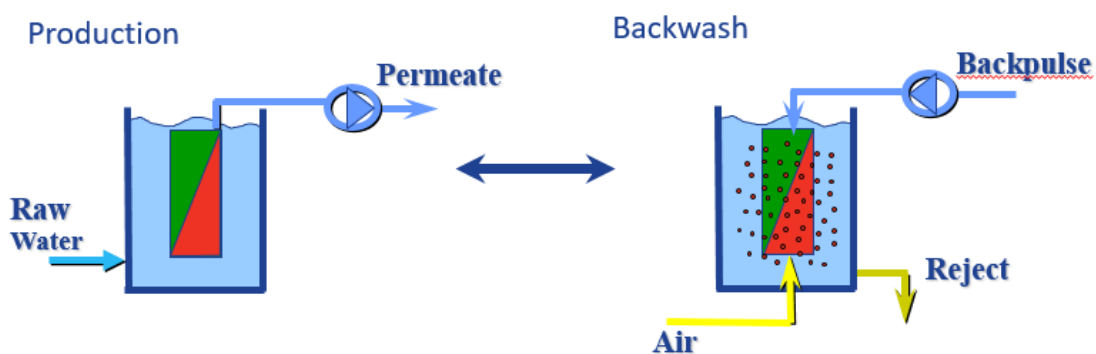 Production
Permeate
Raw
Water
Backwash
Backpulse
Reject
Air